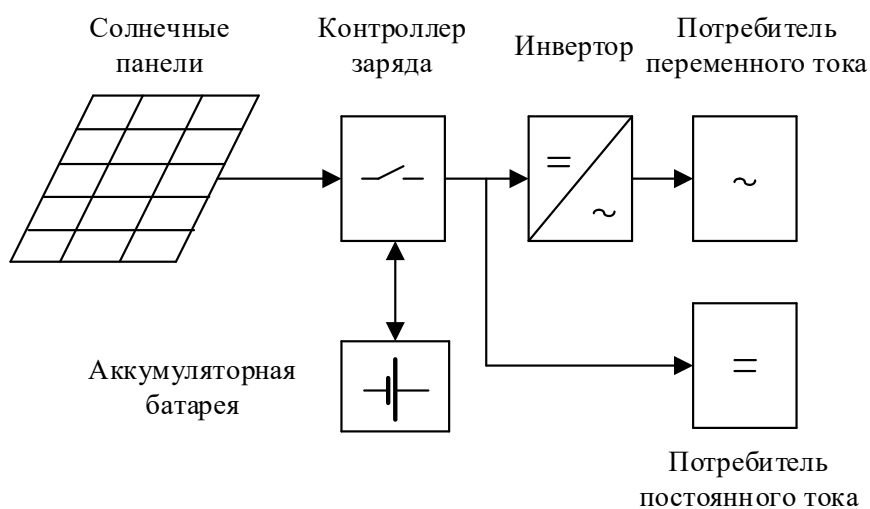 Солнечные
панели
Контроллер
заряда
Инвертор
Потребитель
переменного тока
=
~
~
Аккумуляторная
батарея
=
Потребитель
постоянного тока